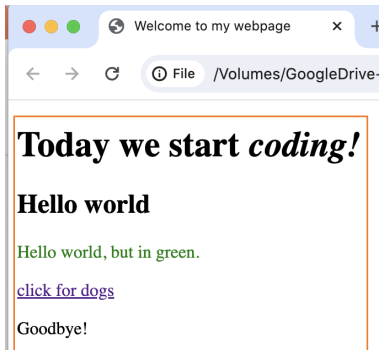 Welcome to my webpage
File /Volumes/GoogleDrive-
Today we start coding!
Hello world
Hello world, but in green.
click for dogs
Goodbye!